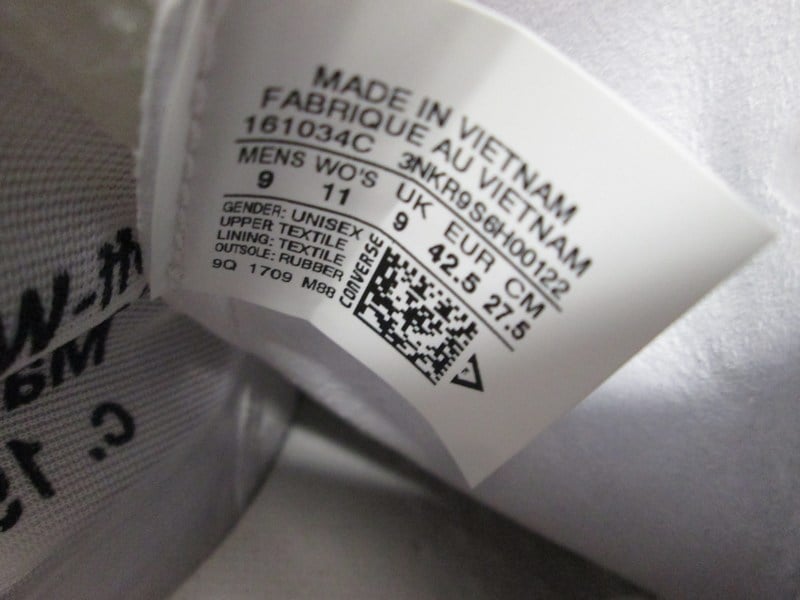 MADE IN VIETNAM
FABRIQUE AU VIETNAM
161034C 3NKR9S6H00122
MENS WO'S UK EUR CM
9 11 9 42.5 27.5
GENDER: UNISEX
UPPER: TEXTILE
LINING: TEXTILE
OUTSOLE: RUBBER
9Q 1709 M88
CONVERSE
c. 19